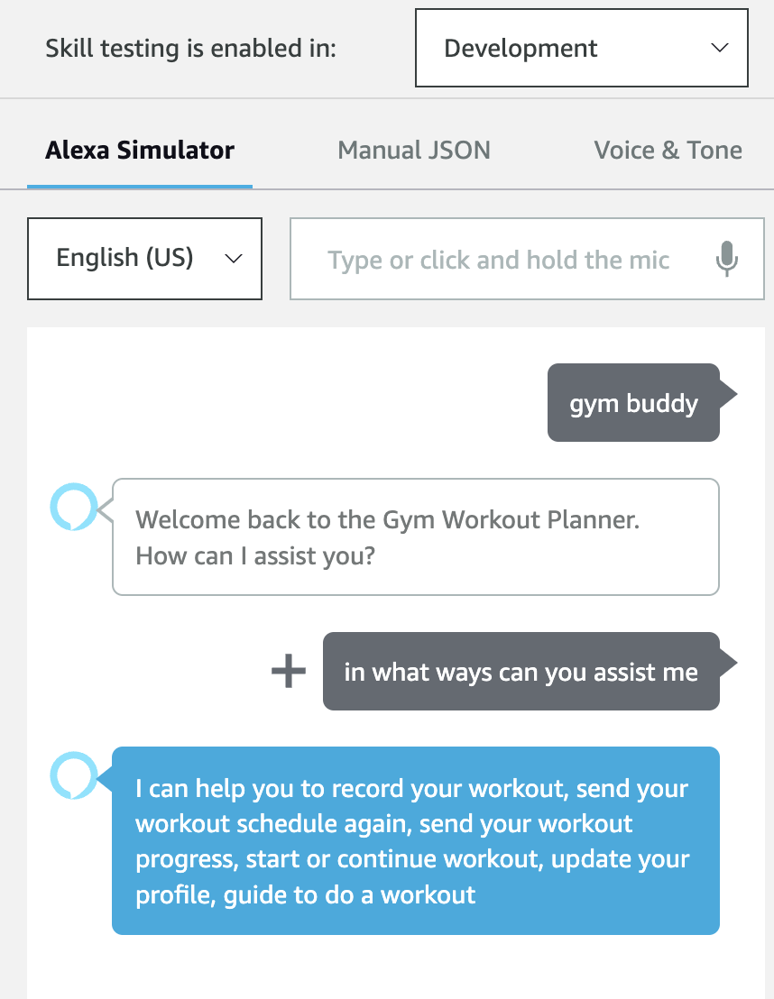 Skill testing is enabled in:
Development
Alexa Simulator
Manual JSON
Voice & Tone
English (US)
Type or click and hold the mic
gym buddy
Welcome back to the Gym Workout Planner.
How can I assist you?
in what ways can you assist me
I can help you to record your workout, send your
workout schedule again, send your workout
progress, start or continue workout, update your
profile, guide to do a workout